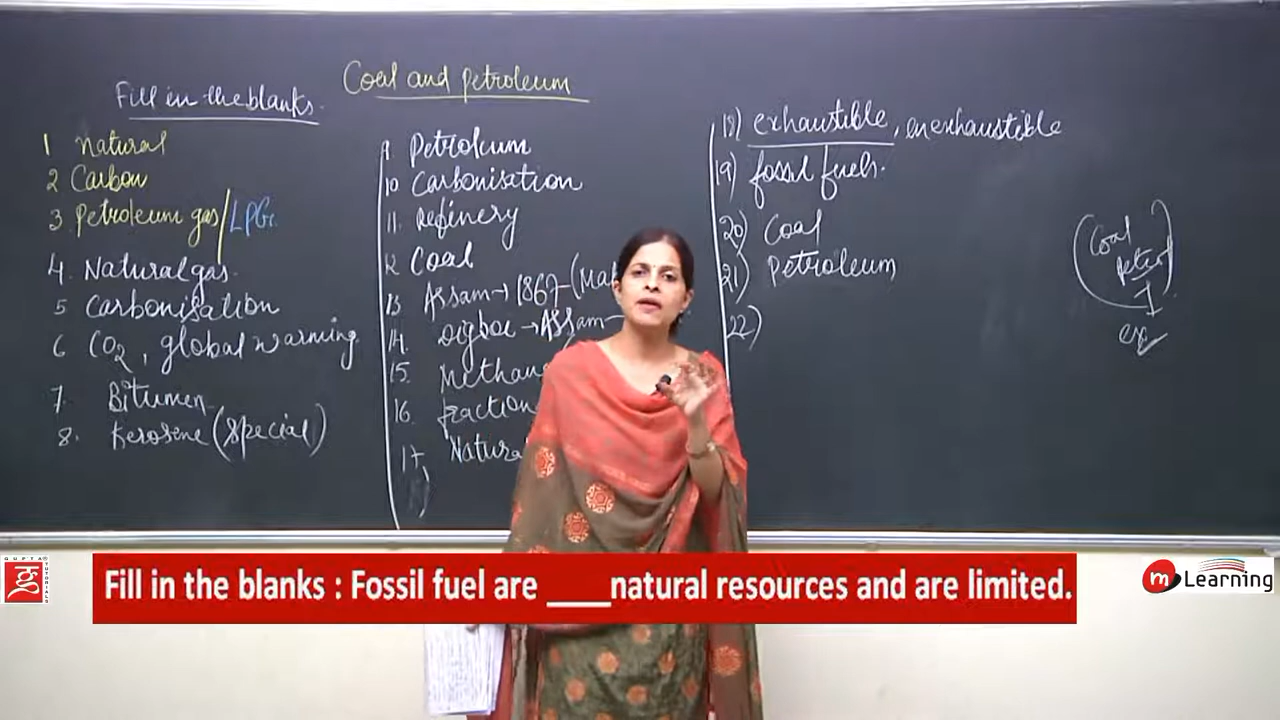 Coal and petroleum
Fill in the blanks.
1 Natural
2 Carbon
3 Petroleum gas/LPG.
4. Natural gas.
5 Carbonisation
6 CO2, global warming
7. Bitumen
8. Kerosene (Special)
9. Petroleum
10 Carbonisation
11. Refinery
12 Coal
13 Assam→1867-(Ma
14. Digboi→Assam-
15. Methan
16. fraction
17. Natura
18) exhaustible, inexhaustible
19) fossil fuels.
20) Coal
21) Petroleum
22)
(Coal
Petrol
ex
GUPTA
TUTORIALS
Fill in the blanks : Fossil fuel are ____natural resources and are limited.
m Learning